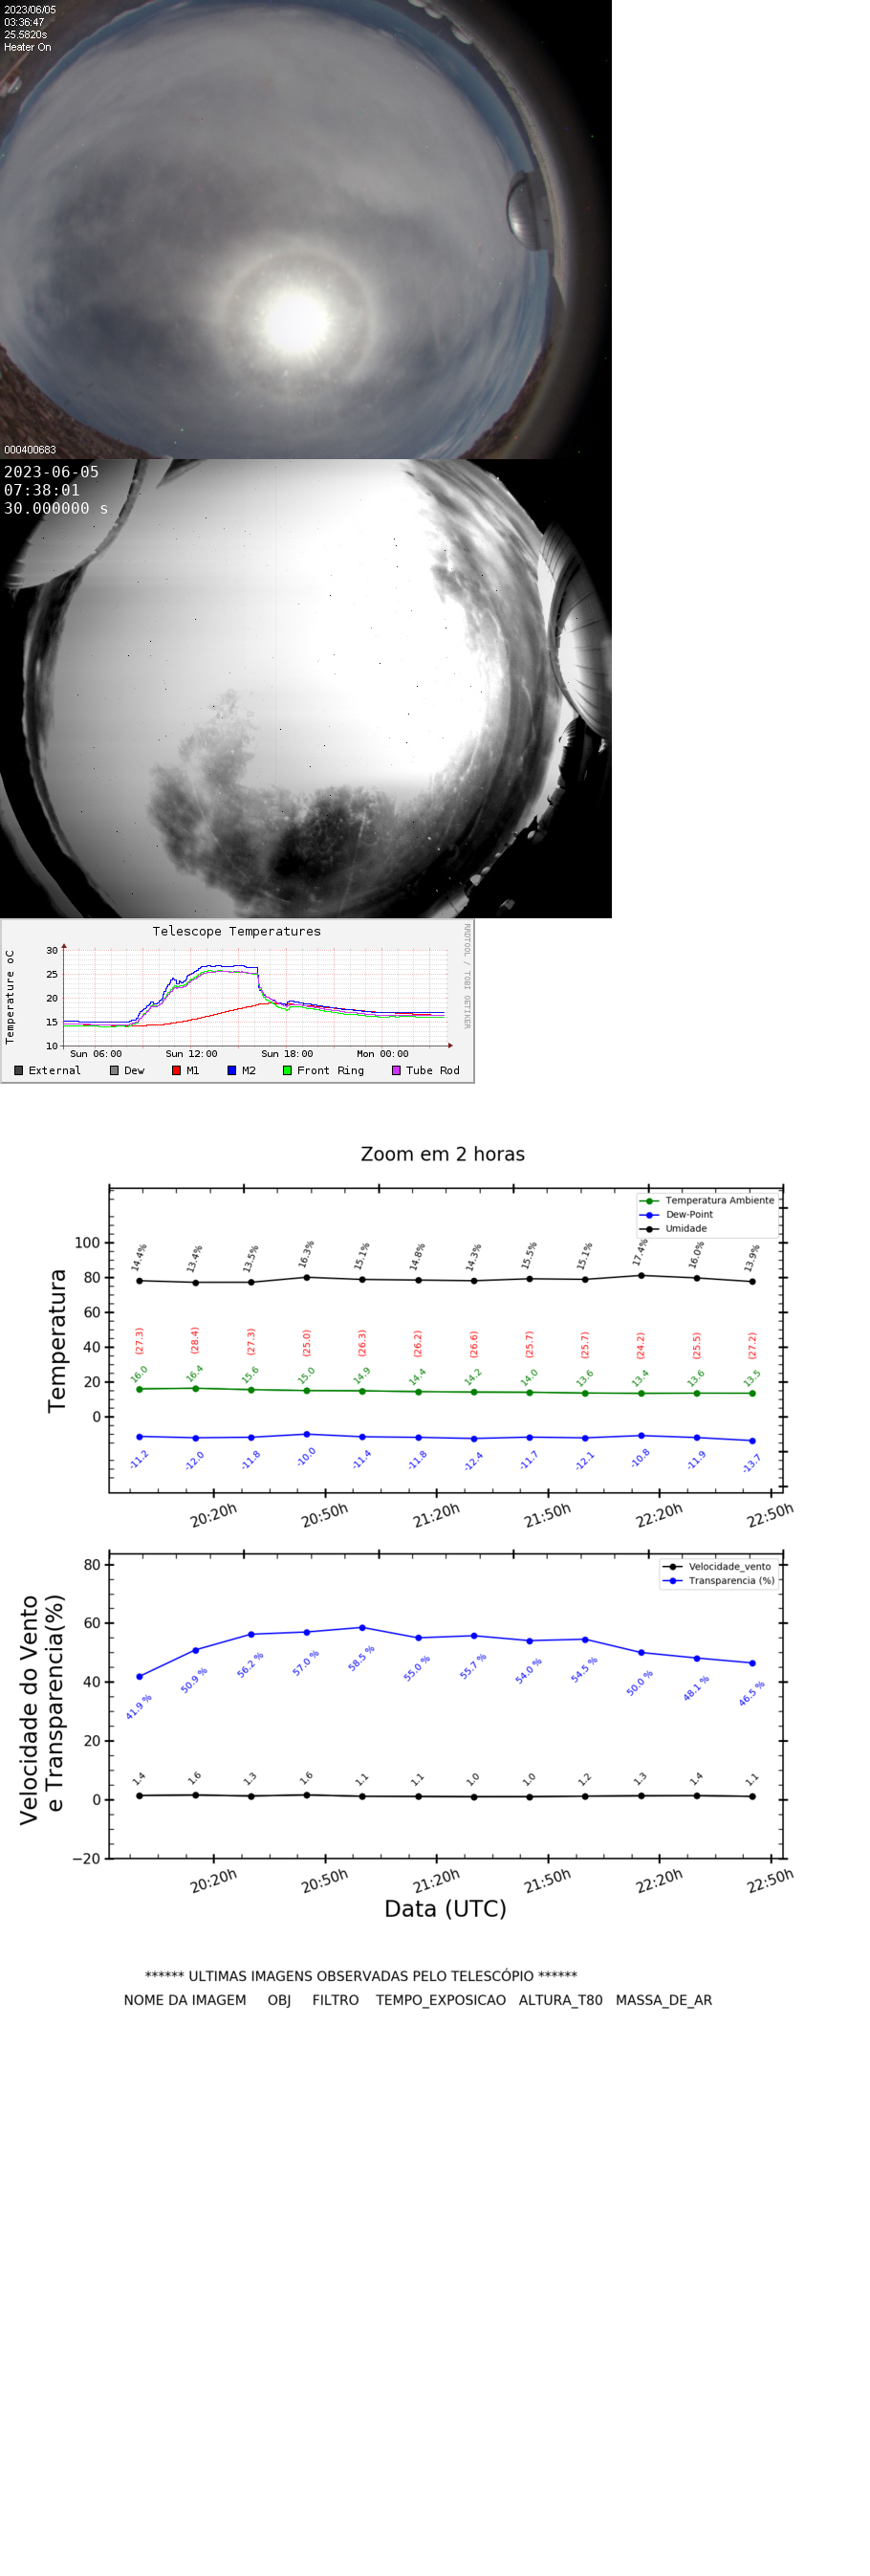 2023/06/05
03:36:47
25.5820s
Heater On
000400683
2023-06-05
07:38:01
30.000000 s
Telescope Temperatures
RRDTOOL / TOBI OETIKER
Temperature oC
30
25
20
15
10
Sun 06:00 Sun 12:00 Sun 18:00 Mon 00:00
External Dew M1 M2 Front Ring Tube Rod
Zoom em 2 horas
Temperatura Ambiente
Dew-Point
Umidade
Temperatura
100
80
60
40
20
0
14.4% 13.4% 13.5% 16.3% 15.1% 14.8% 14.3% 15.5% 15.1% 17.4% 16.0% 13.9%
(27.3) (28.4) (27.3) (25.0) (26.3) (26.2) (26.6) (25.7) (25.7) (24.2) (25.5) (27.2)
16.0 16.4 15.6 15.0 14.9 14.4 14.2 14.0 13.6 13.4 13.6 13.5
-11.2 -12.0 -11.8 -10.0 -11.4 -11.8 -12.4 -11.7 -12.1 -10.8 -11.9 -13.7
20:20h 20:50h 21:20h 21:50h 22:20h 22:50h
Velocidade_vento
Transparencia (%)
Velocidade do Vento
e Transparencia(%)
80
60
40
20
0
−20
41.9 % 50.9 % 56.2 % 57.0 % 58.5 % 55.0 % 55.7 % 54.0 % 54.5 % 50.0 % 48.1 % 46.5 %
1.4 1.6 1.3 1.6 1.1 1.1 1.0 1.0 1.2 1.3 1.4 1.1
20:20h 20:50h 21:20h 21:50h 22:20h 22:50h
Data (UTC)
****** ULTIMAS IMAGENS OBSERVADAS PELO TELESCÓPIO ******
NOME DA IMAGEM OBJ FILTRO TEMPO_EXPOSICAO ALTURA_T80 MASSA_DE_AR